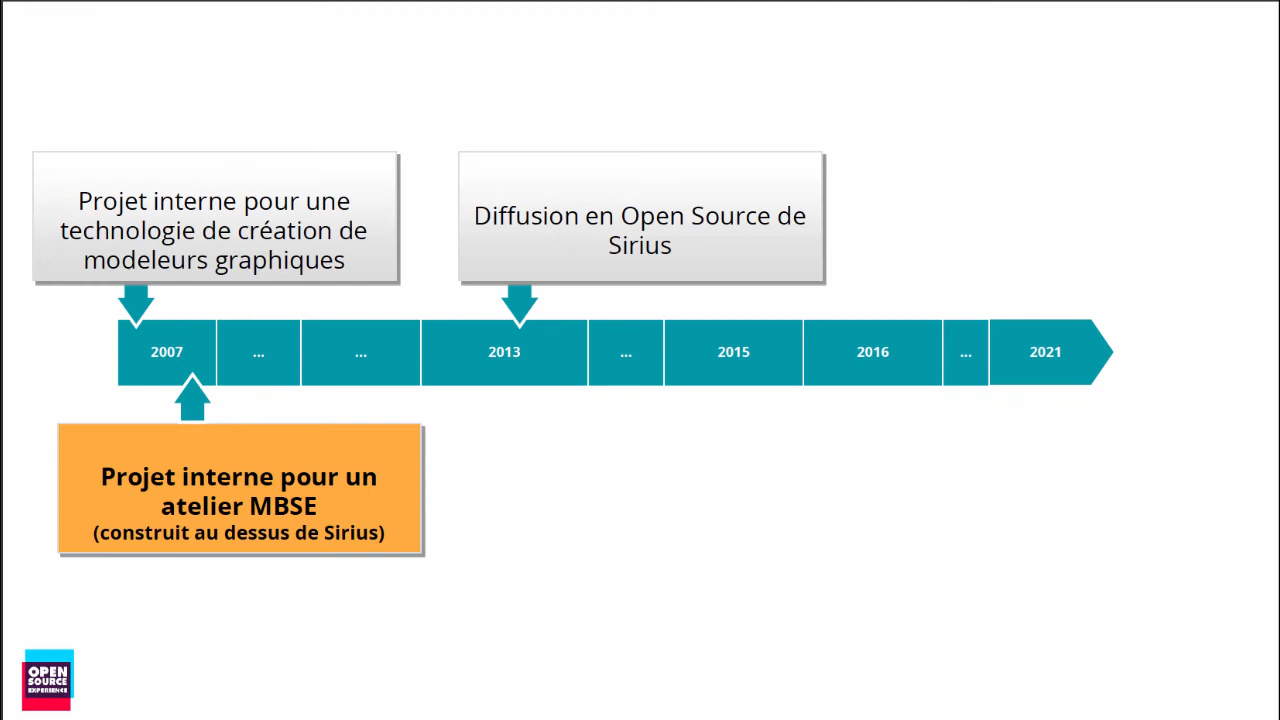 Projet interne pour une
technologie de création de
modeleurs graphiques
Diffusion en Open Source de
Sirius
2007
...
...
2013
...
2015
2016
...
2021
Projet interne pour un
atelier MBSE
(construit au dessus de Sirius)
OPEN
SOURCE
EXPERIENCE